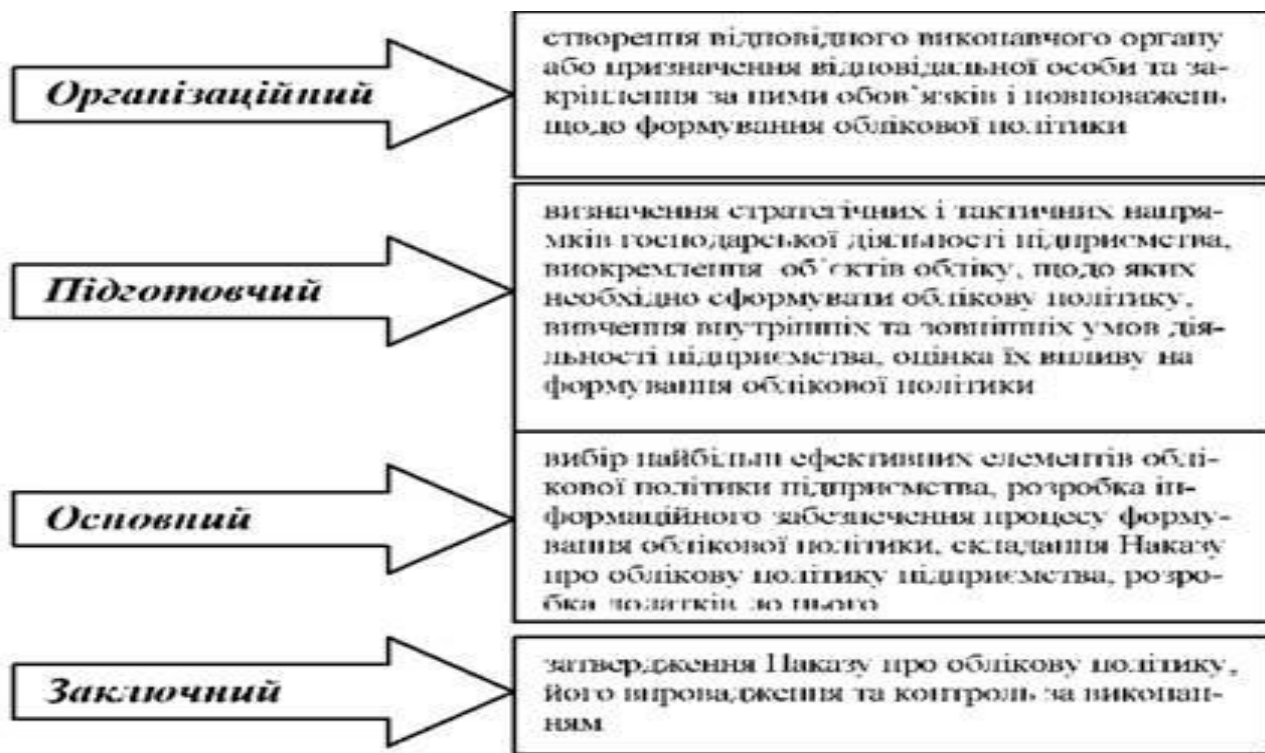 Організаційний
створення відповідного виконавчого органу
або призначення відповідальної особи та за-
кріплення за ними обов`язків і повноважень
щодо формування облікової політики
Підготовчий
визначення стратегічних і тактичних напря-
мків господарської діяльності підприємства,
виокремлення об`єктів обліку, щодо яких
необхідно сформувати облікову політику,
вивчення внутрішніх та зовнішніх умов дія-
льності підприємства, оцінка їх впливу на
формування облікової політики
Основний
вибір найбільш ефективних елементів облі-
кової політики підприємства, розробка ін-
формаційного забезпечення процесу форму-
вання облікової політики, складання Наказу
про облікову політику підприємства, розро-
бка додатків до нього
Заключний
затвердження Наказу про облікову політику,
його впровадження та контроль за виконан-
ням